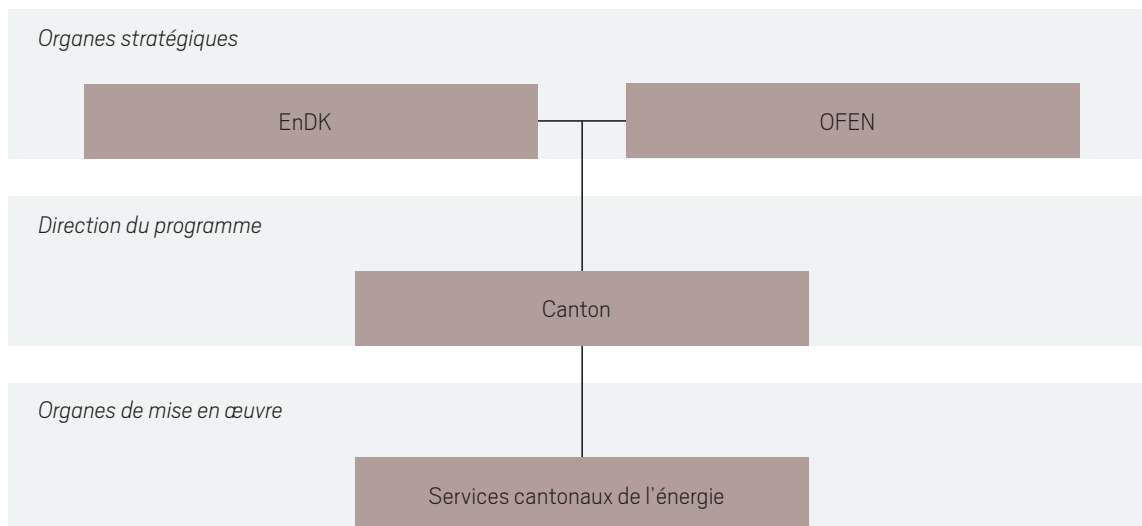 Organes stratégiques
EnDK
OFEN
Direction du programme
Canton
Organes de mise en œuvre
Services cantonaux de l'énergie